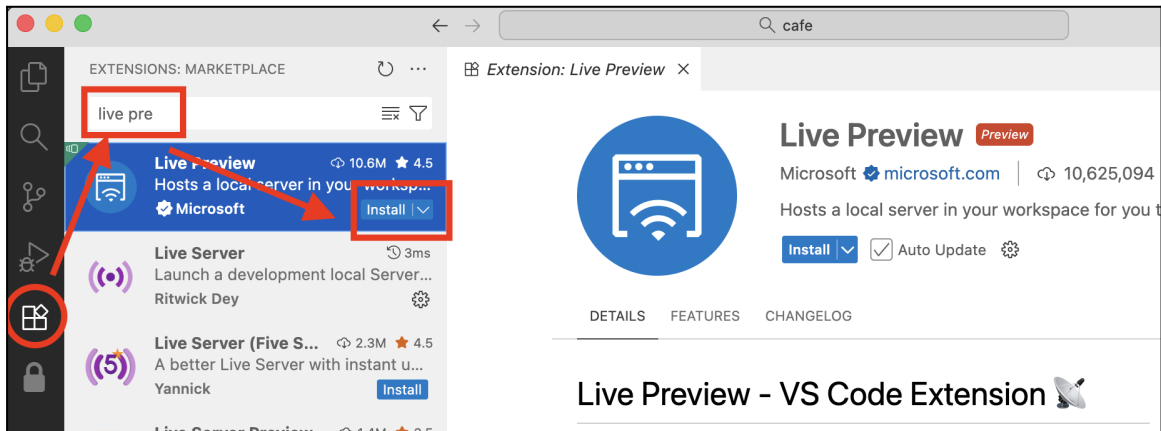 cafe
EXTENSIONS: MARKETPLACE
live pre
Live Preview 10.6M 4.5
Hosts a local server in your worksp...
Microsoft
Install
Live Server 3ms
Launch a development local Server...
Ritwick Dey
Live Server (Five S... 2.3M 4.5
A better Live Server with instant u...
Yannick
Install
Extension: Live Preview
Live Preview Preview
Microsoft microsoft.com 10,625,094
Hosts a local server in your workspace for you t
Install Auto Update
DETAILS FEATURES CHANGELOG
Live Preview - VS Code Extension